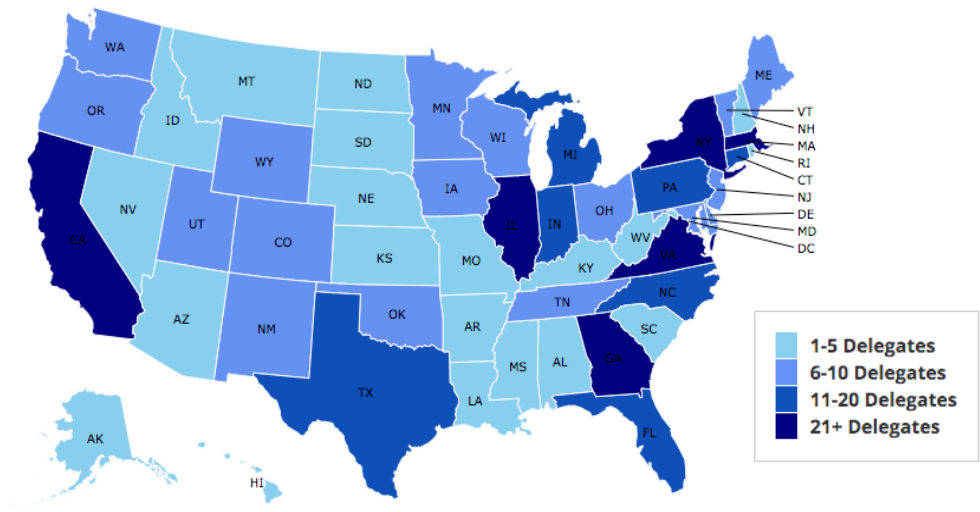 WA
MT
ND
ME
OR
ID
MN
VT
NH
SD
WI
MA
MI
NY
RI
WY
CT
IA
PA
NE
NJ
NV
UT
OH
DE
CO
IL
IN
MD
CA
WV
DC
KS
MO
VA
KY
NC
AZ
NM
OK
TN
AR
SC
MS
AL
GA
TX
LA
FL
AK
HI
1-5 Delegates
6-10 Delegates
11-20 Delegates
21+ Delegates